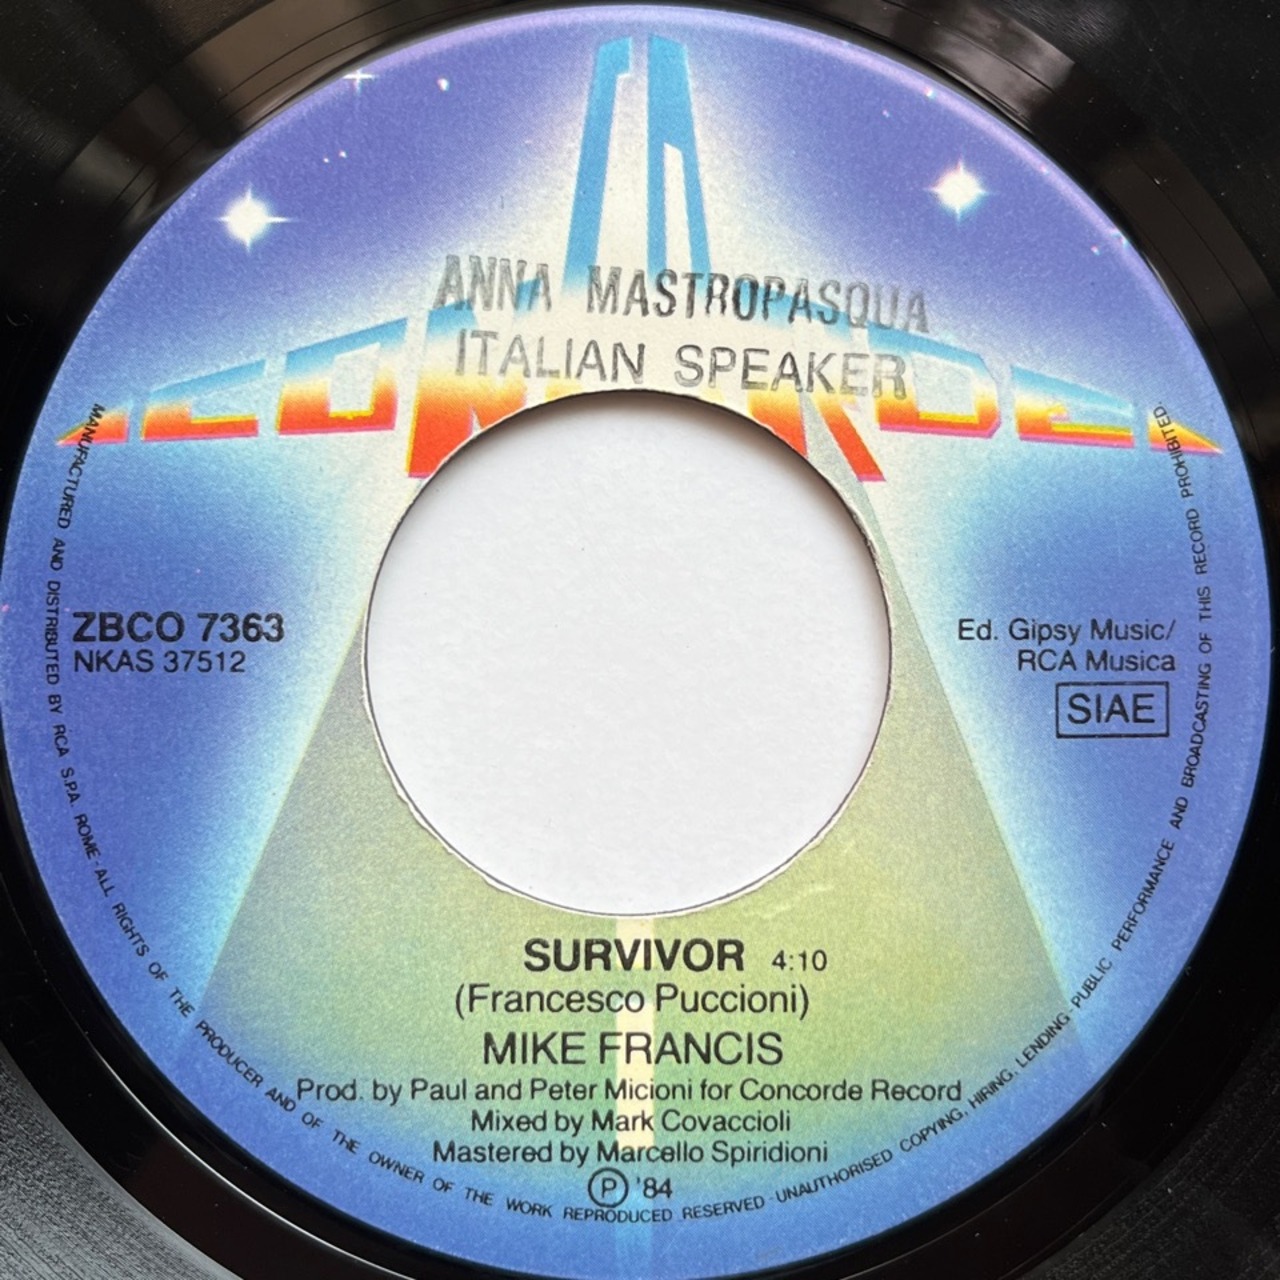 ANNA MASTROPASQUA
ITALIAN SPEAKER
CONCORDE
ZBCO 7363
NKAS 37512
Ed. Gipsy Music/
RCA Musica
SIAE
SURVIVOR 4:10
(Francesco Puccioni)
MIKE FRANCIS
Prod. by Paul and Peter Micioni for Concorde Record
Mixed by Mark Covaccioli
Mastered by Marcello Spiridioni
Ⓟ '84
MANUFACTURED AND DISTRIBUTED BY RCA S.P.A. ROME - ALL RIGHTS OF THE PRODUCER AND OF THE OWNER OF THE WORK REPRODUCED RESERVED - UNAUTHORISED COPYING, HIRING, LENDING - PUBLIC PERFORMANCE AND BROADCASTING OF THIS RECORD PROHIBITED.